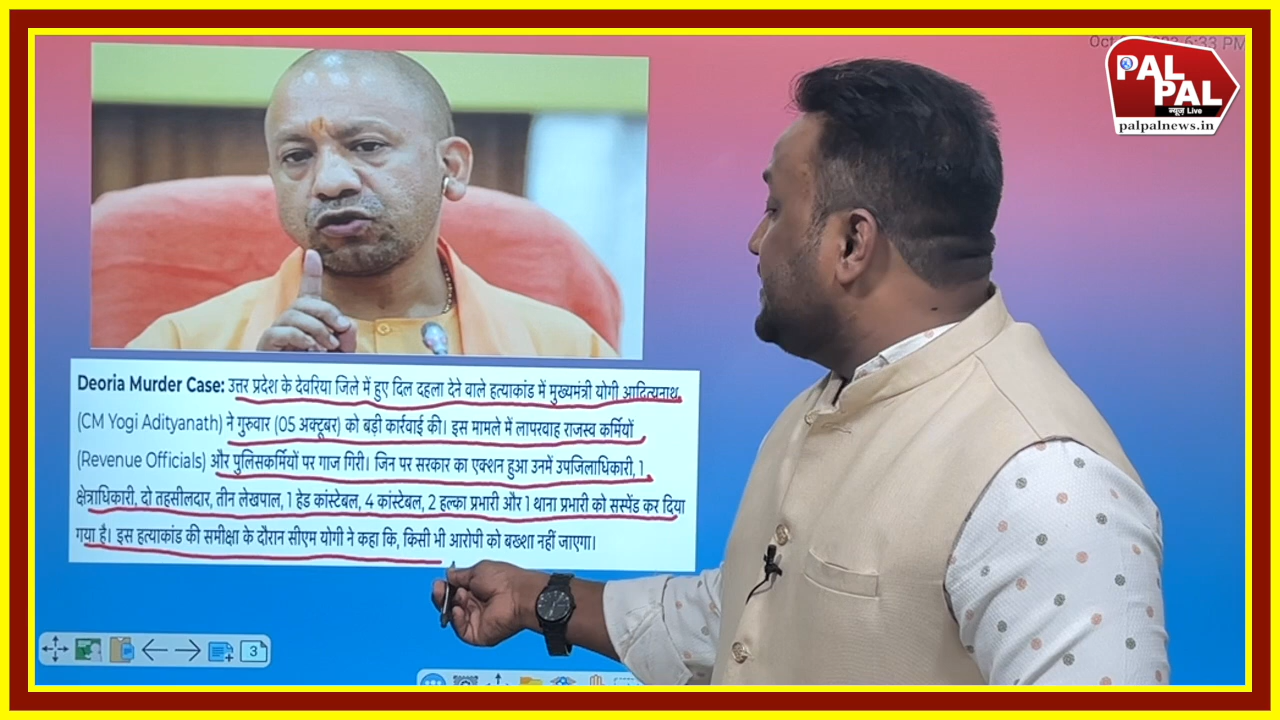 6:33 PM
PAL
PAL
न्यूज़ Live
palpalnews.in
Deoria Murder Case: उत्तर प्रदेश के देवरिया जिले में हुए दिल दहला देने वाले हत्याकांड में मुख्यमंत्री योगी आदित्यनाथ
(CM Yogi Adityanath) ने गुरुवार (05 अक्टूबर) को बड़ी कार्रवाई की। इस मामले में लापरवाह राजस्व कर्मियों
(Revenue Officials) और पुलिसकर्मियों पर गाज गिरी। जिन पर सरकार का एक्शन हुआ उनमें उपजिलाधिकारी, 1
क्षेत्राधिकारी, दो तहसीलदार, तीन लेखपाल, 1 हेड कांस्टेबल, 4 कांस्टेबल, 2 हल्का प्रभारी और 1 थाना प्रभारी को सस्पेंड कर दिया
गया है। इस हत्याकांड की समीक्षा के दौरान सीएम योगी ने कहा कि, किसी भी आरोपी को बख्शा नहीं जाएगा।
3